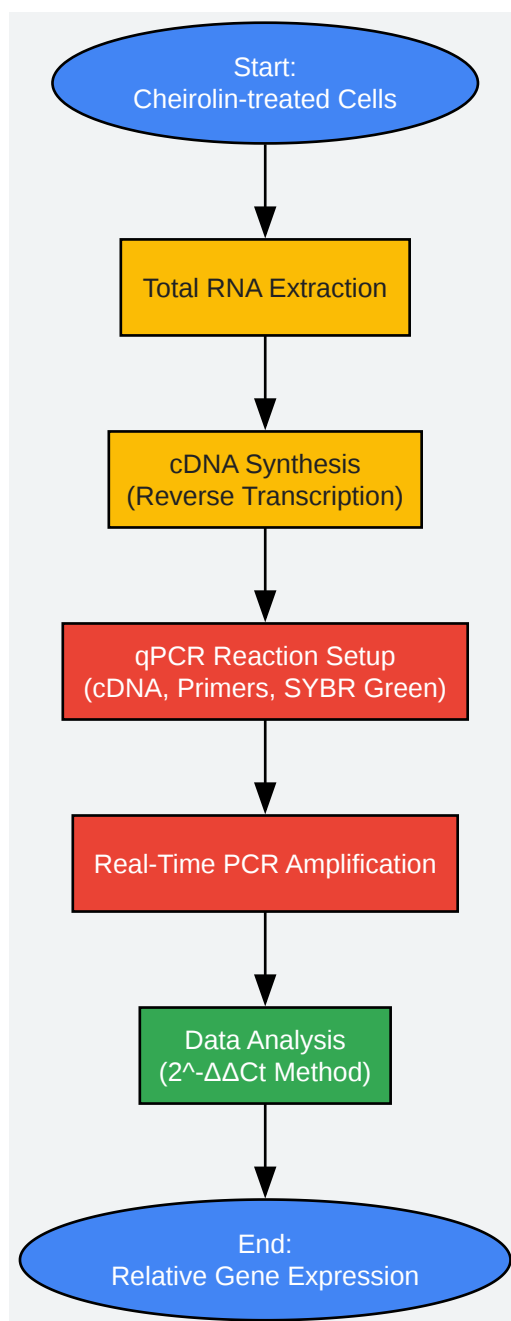 Start:
Cheirolin-treated Cells
Total RNA Extraction
cDNA Synthesis
(Reverse Transcription)
qPCR Reaction Setup
(cDNA, Primers, SYBR Green)
Real-Time PCR Amplification
Data Analysis
(2^-ΔΔCt Method)
End:
Relative Gene Expression